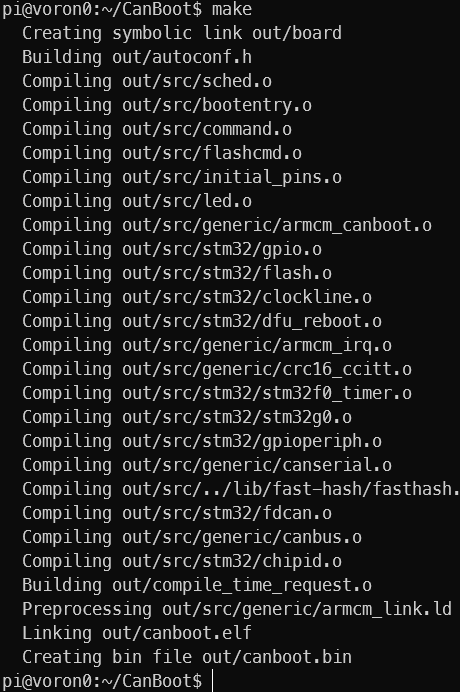 pi@voron0:~/CanBoot$ make
Creating symbolic link out/board
Building out/autoconf.h
Compiling out/src/sched.o
Compiling out/src/bootentry.o
Compiling out/src/command.o
Compiling out/src/flashcmd.o
Compiling out/src/initial_pins.o
Compiling out/src/led.o
Compiling out/src/generic/armcm_canboot.o
Compiling out/src/stm32/gpio.o
Compiling out/src/stm32/flash.o
Compiling out/src/stm32/clockline.o
Compiling out/src/stm32/dfu_reboot.o
Compiling out/src/generic/armcm_irq.o
Compiling out/src/generic/crc16_ccitt.o
Compiling out/src/stm32/stm32f0_timer.o
Compiling out/src/stm32/stm32g0.o
Compiling out/src/stm32/gpioperiph.o
Compiling out/src/generic/canserial.o
Compiling out/src/../lib/fast-hash/fasthash.
Compiling out/src/stm32/fdcan.o
Compiling out/src/generic/canbus.o
Compiling out/src/stm32/chipid.o
Building out/compile_time_request.o
Preprocessing out/src/generic/armcm_link.ld
Linking out/canboot.elf
Creating bin file out/canboot.bin
pi@voron0:~/CanBoot$